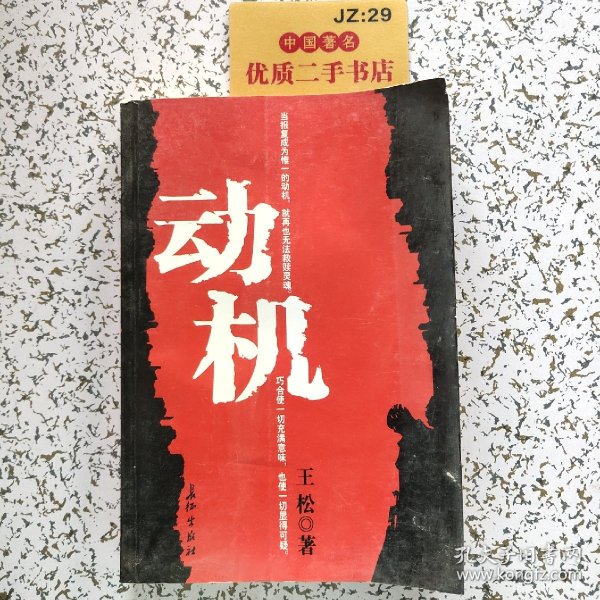 JZ:29
中国著名
优质二手书店
当报复成为惟一的动机，就再也无法救赎灵魂。
动机
巧合使一切充满意味，也使一切显得可疑。
王松◎著
长征出版社
孔夫子旧书网
www.kongfz.com